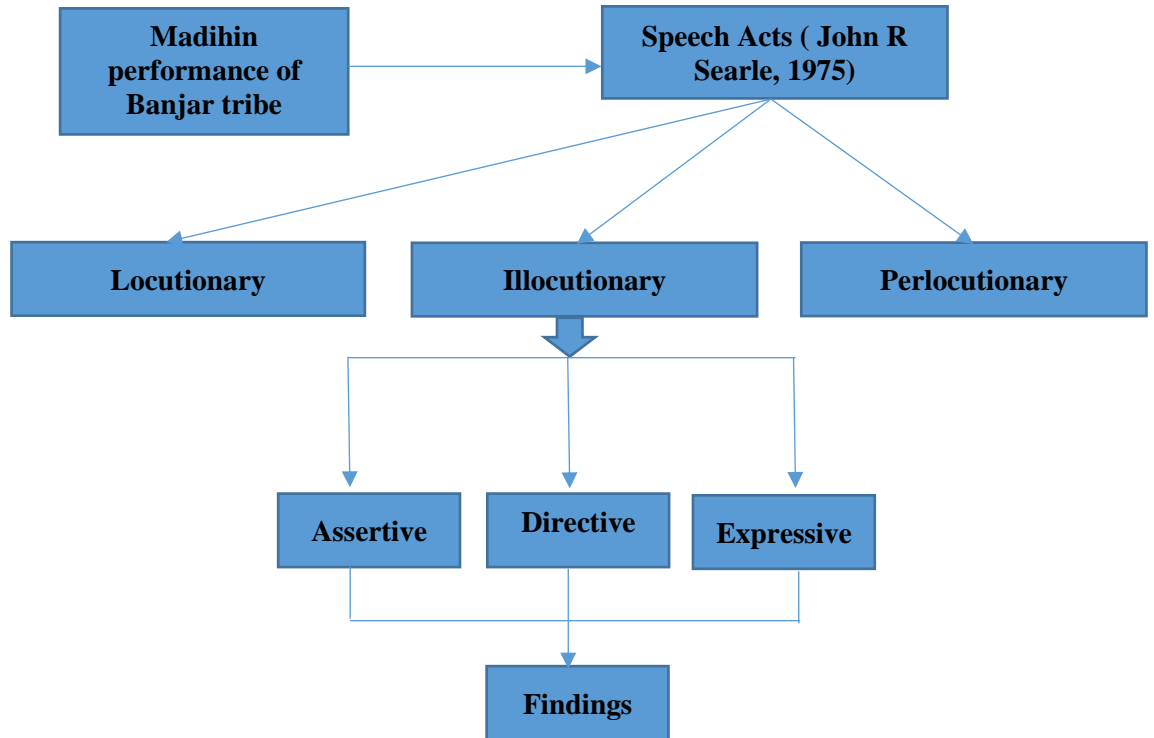 Madihin
performance of
Banjar tribe
Speech Acts ( John R
Searle, 1975)
Locutionary
Illocutionary
Perlocutionary
Assertive
Directive
Expressive
Findings